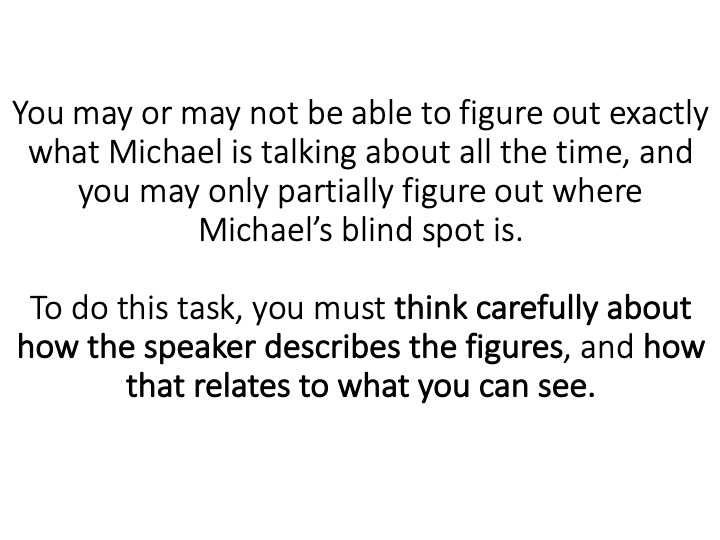 You may or may not be able to figure out exactly
what Michael is talking about all the time, and
you may only partially figure out where
Michael’s blind spot is.
To do this task, you must think carefully about
how the speaker describes the figures, and how
that relates to what you can see.